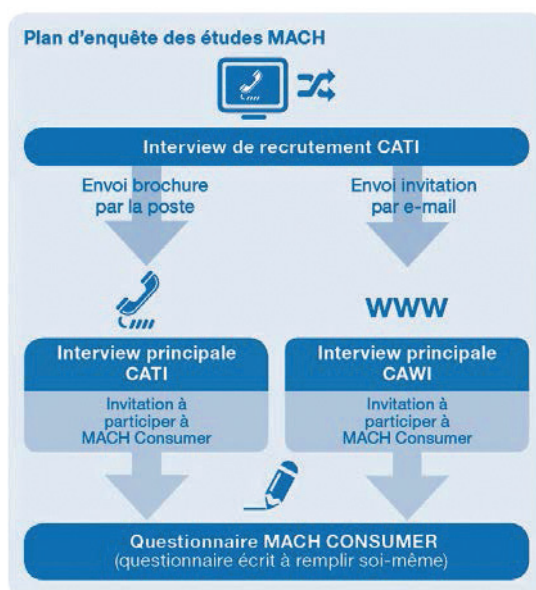 Plan d'enquête des études MACH
Interview de recrutement CATI
Envoi brochure
par la poste
Envoi invitation
par e-mail
WWW
Interview principale
CATI
Invitation à
participer à
MACH Consumer
Interview principale
CAWI
Invitation à
participer à
MACH Consumer
Questionnaire MACH CONSUMER
(questionnaire écrit à remplir soi-même)